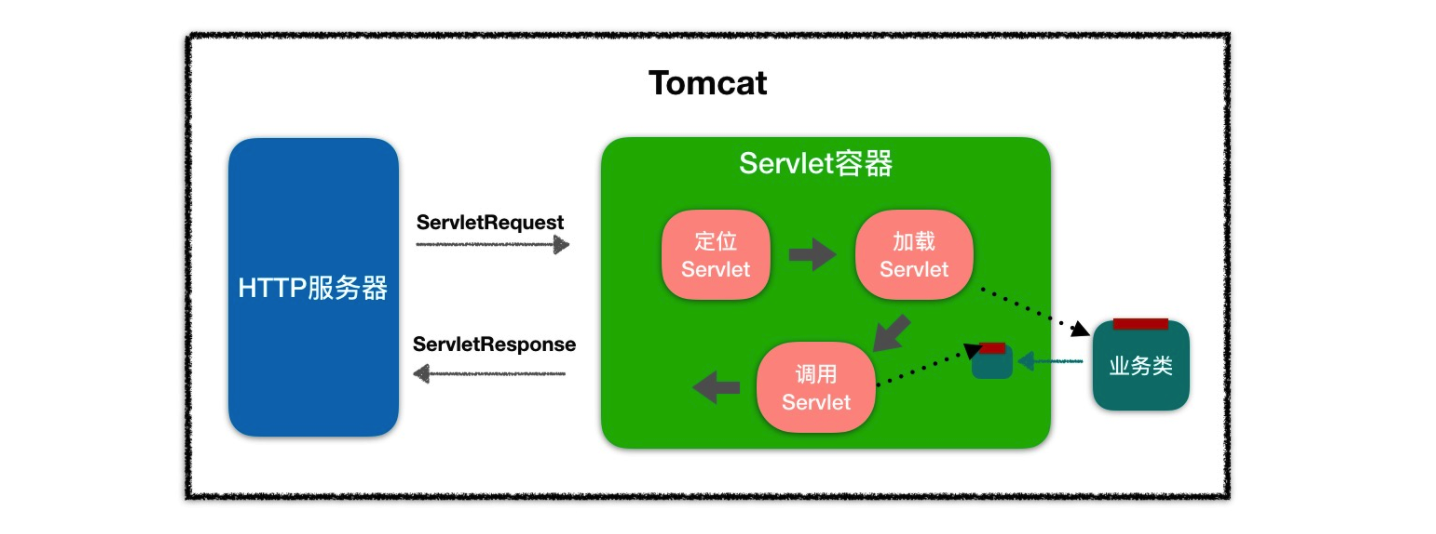 Tomcat
Servlet容器
ServletRequest
定位
Servlet
加载
Servlet
HTTP服务器
ServletResponse
调用
Servlet
业务类